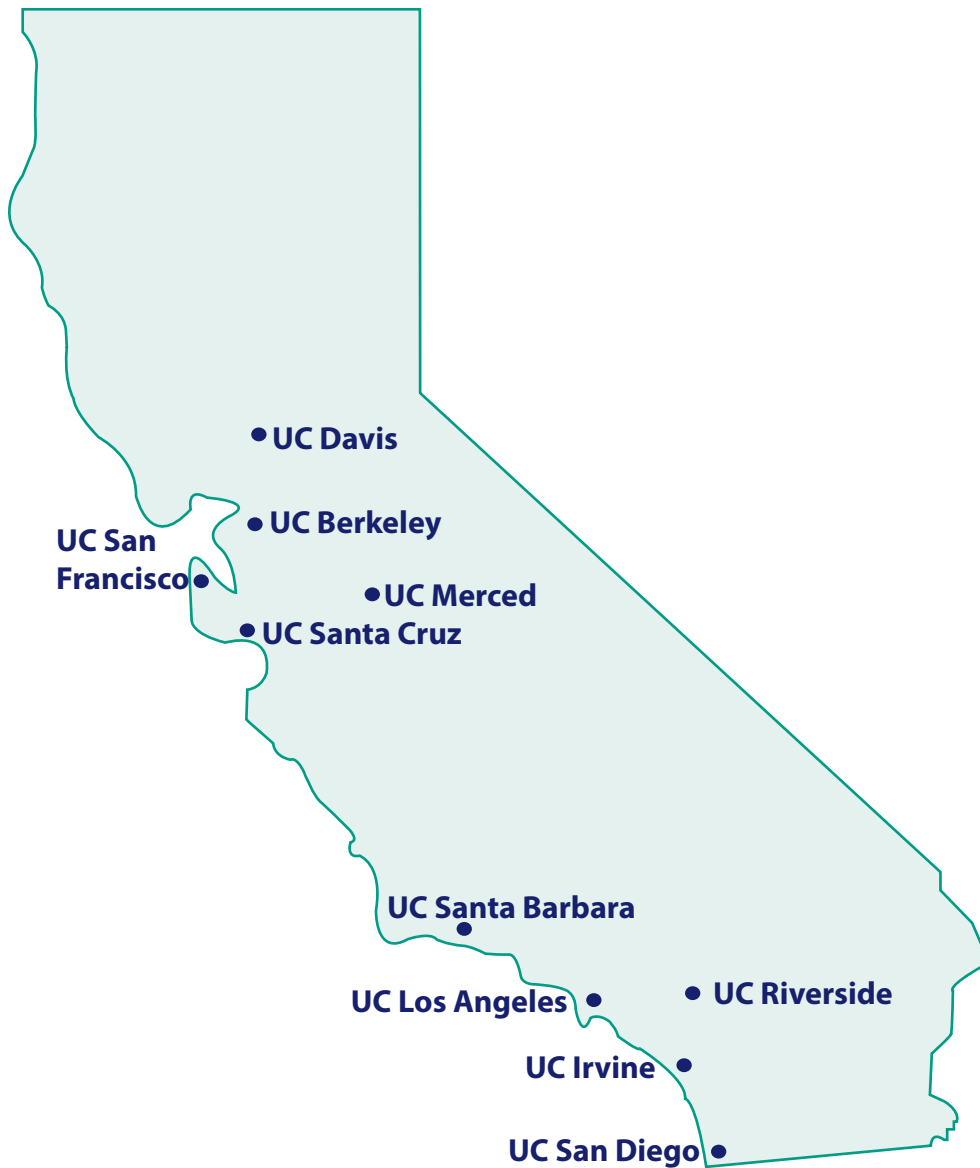 UC Davis
UC Berkeley
UC San
Francisco
UC Merced
UC Santa Cruz
UC Santa Barbara
UC Los Angeles
UC Riverside
UC Irvine
UC San Diego